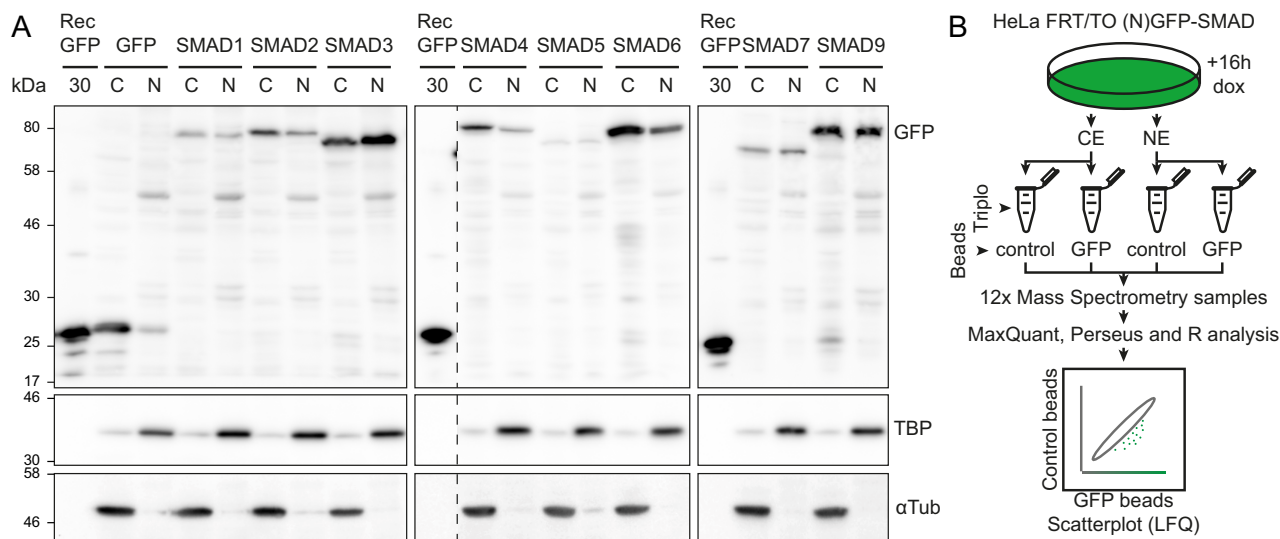 A
Rec
GFP GFP SMAD1 SMAD2 SMAD3
Rec
GFP SMAD4 SMAD5 SMAD6
Rec
GFP SMAD7 SMAD9
kDa 30 C N C N C N C N
30 C N C N C N
30 C N C N
80
58
46
30
25
17
GFP
46
30
TBP
58
46
αTub
B
HeLa FRT/TO (N)GFP-SMAD
+16h
dox
CE NE
Triplo
Beads
control GFP control GFP
12x Mass Spectrometry samples
MaxQuant, Perseus and R analysis
Control beads
GFP beads
Scatterplot (LFQ)